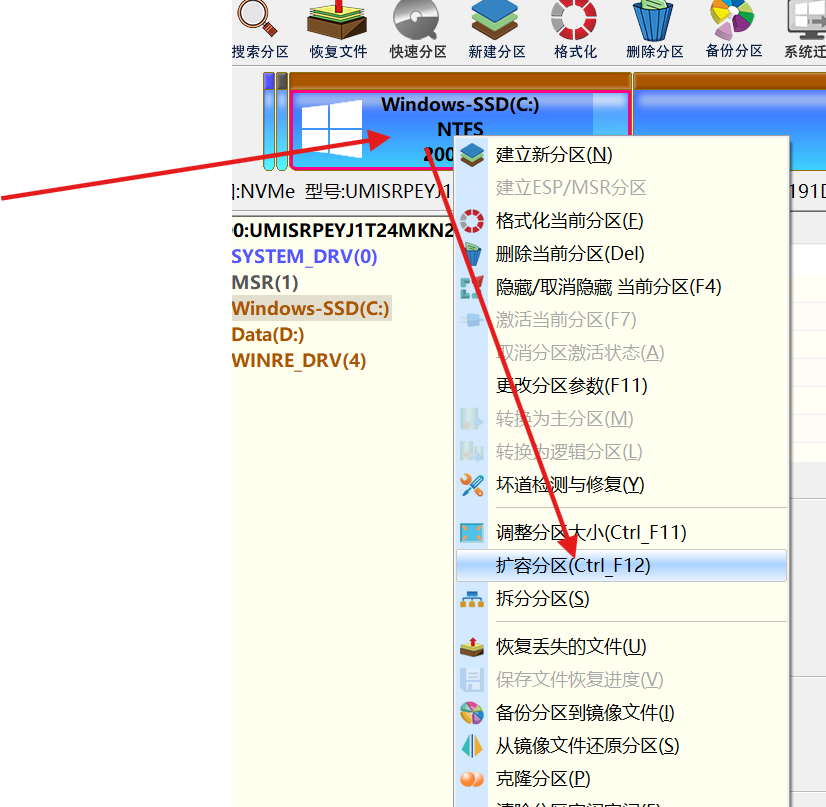 搜索分区 恢复文件 快速分区 新建分区 格式化 删除分区 备份分区 系统迁
Windows-SSD(C:)
NTFS
200
:NVMe 型号:UMISRPEYJ1
191D
0:UMISRPEYJ1T24MKN2
SYSTEM_DRV(0)
MSR(1)
Windows-SSD(C:)
Data(D:)
WINRE_DRV(4)
建立新分区(N)
建立ESP/MSR分区
格式化当前分区(F)
删除当前分区(Del)
隐藏/取消隐藏 当前分区(F4)
激活当前分区(F7)
取消分区激活状态(A)
更改分区参数(F11)
转换为主分区(M)
转换为逻辑分区(L)
坏道检测与修复(Y)
调整分区大小(Ctrl_F11)
扩容分区(Ctrl_F12)
拆分分区(S)
恢复丢失的文件(U)
保存文件恢复进度(V)
备份分区到镜像文件(I)
从镜像文件还原分区(S)
克隆分区(P)